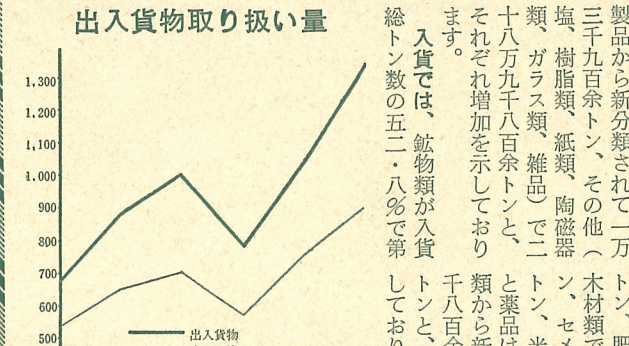 出入貨物取り扱い量
1,300
1,200
1,100
1,000
900
800
700
600
500
出入貨物
製品から新分類されて一万
三千九百余トン、その他（
塩、樹脂類、紙類、陶磁器
類、ガラス類、雑品）で二
十八万九千八百余トンと、
それぞれ増加を示しており
ます。
入貨では、鉱物類が入貨
総トン数の五二・八％で第
トン、肥
木材類で
ン、セメ
トン、米
と薬品は
類から新
千八百余
トンと、
しており